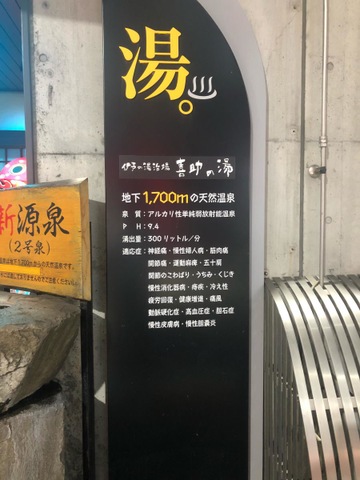 湯。♨
伊予の湯治場 喜助の湯
地下1,700mの天然温泉
泉質：アルカリ性単純弱放射能温泉
PH：9.4
湧出量：300リットル／分
適応症：神経痛・慢性婦人病・筋肉痛
関節痛・運動麻痺・五十肩
関節のこわばり・うちみ・くじき
慢性消化器病・痔疾・冷え性
疲労回復・健康増進・痛風
動脈硬化症・高血圧症・胆石症
慢性皮膚病・慢性胆嚢炎
新源泉
(2号泉)